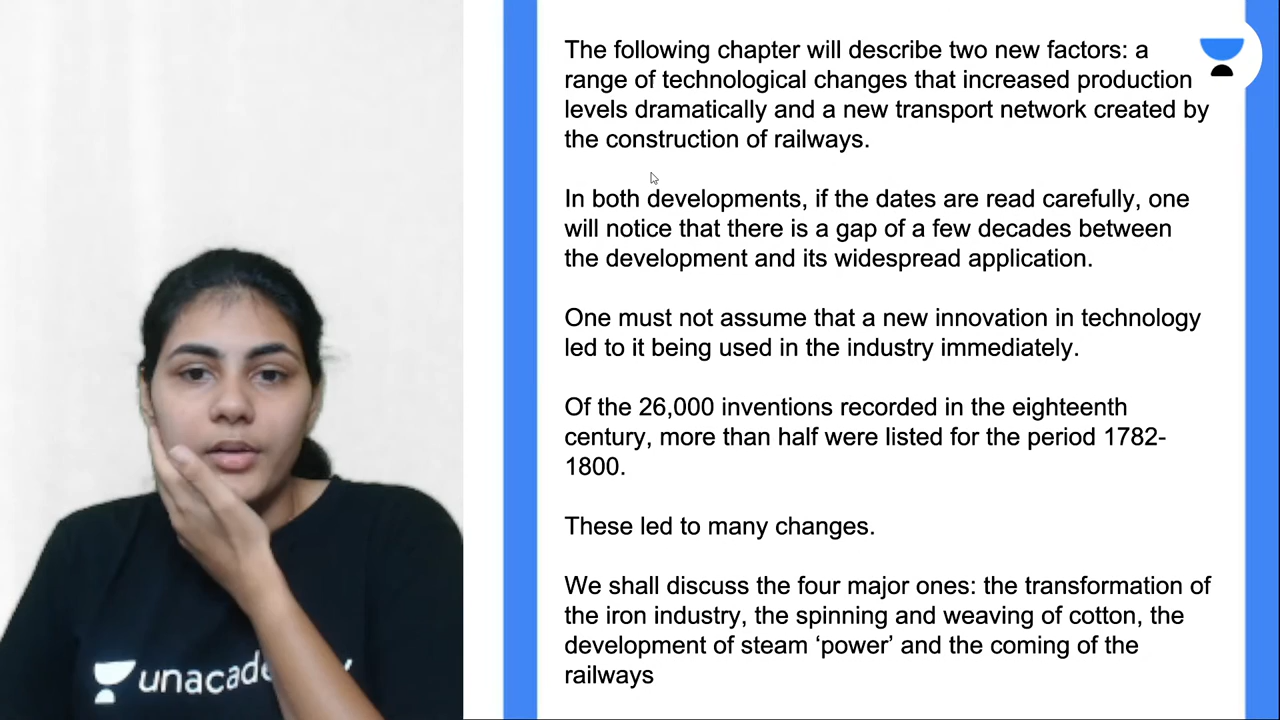 The following chapter will describe two new factors: a
range of technological changes that increased production
levels dramatically and a new transport network created by
the construction of railways.
In both developments, if the dates are read carefully, one
will notice that there is a gap of a few decades between
the development and its widespread application.
One must not assume that a new innovation in technology
led to it being used in the industry immediately.
Of the 26,000 inventions recorded in the eighteenth
century, more than half were listed for the period 1782-
1800.
These led to many changes.
We shall discuss the four major ones: the transformation of
the iron industry, the spinning and weaving of cotton, the
development of steam ‘power’ and the coming of the
railways